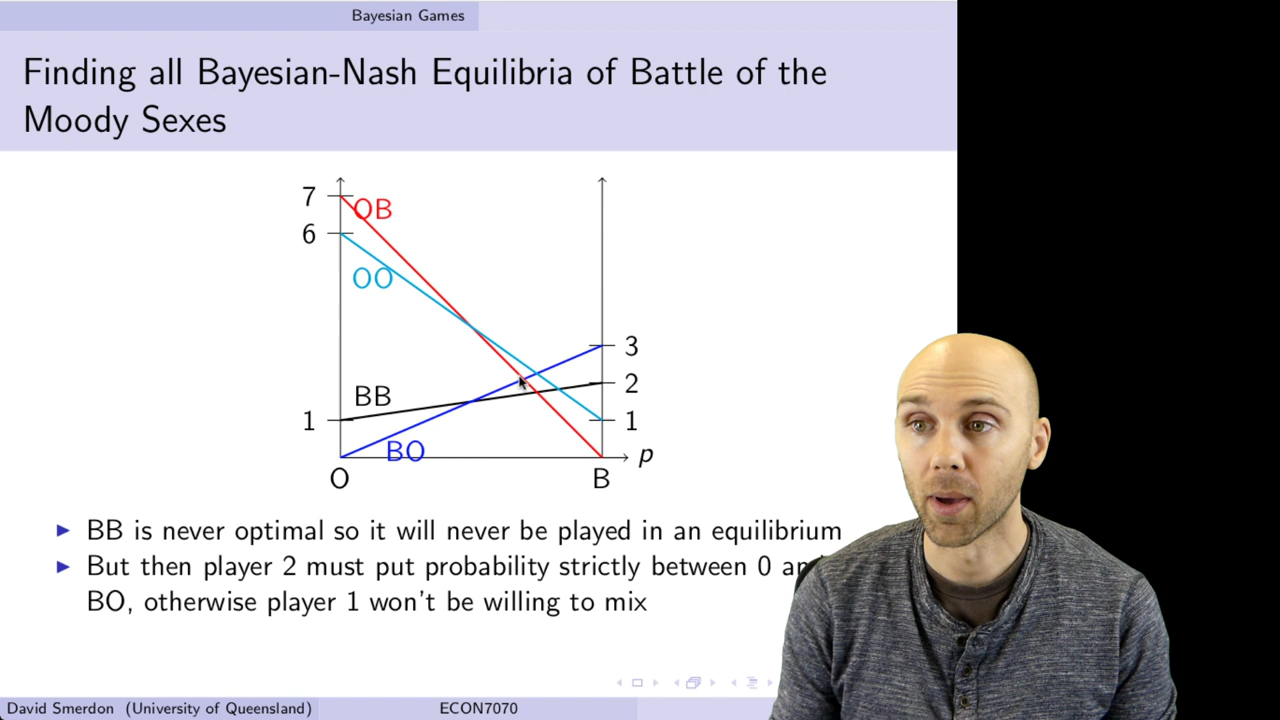 Bayesian Games
Finding all Bayesian-Nash Equilibria of Battle of the
Moody Sexes
7
OB
6
OO
3
BB
2
1
1
BO
p
O
B
BB is never optimal so it will never be played in an equilibrium
But then player 2 must put probability strictly between 0
BO, otherwise player 1 won't be willing to mix
David Smerdon (University of Queensland)
ECON7070